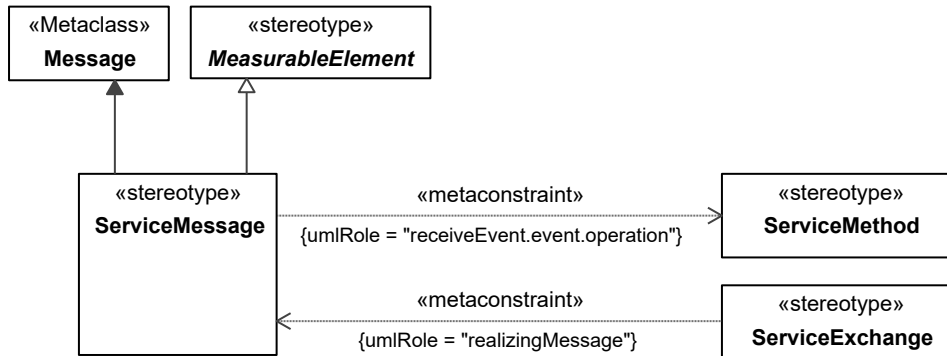 «Metaclass»
Message
«stereotype»
MeasurableElement
«stereotype»
ServiceMessage
«metaconstraint»
{umlRole = "receiveEvent.event.operation"}
«stereotype»
ServiceMethod
«metaconstraint»
{umlRole = "realizingMessage"}
«stereotype»
ServiceExchange